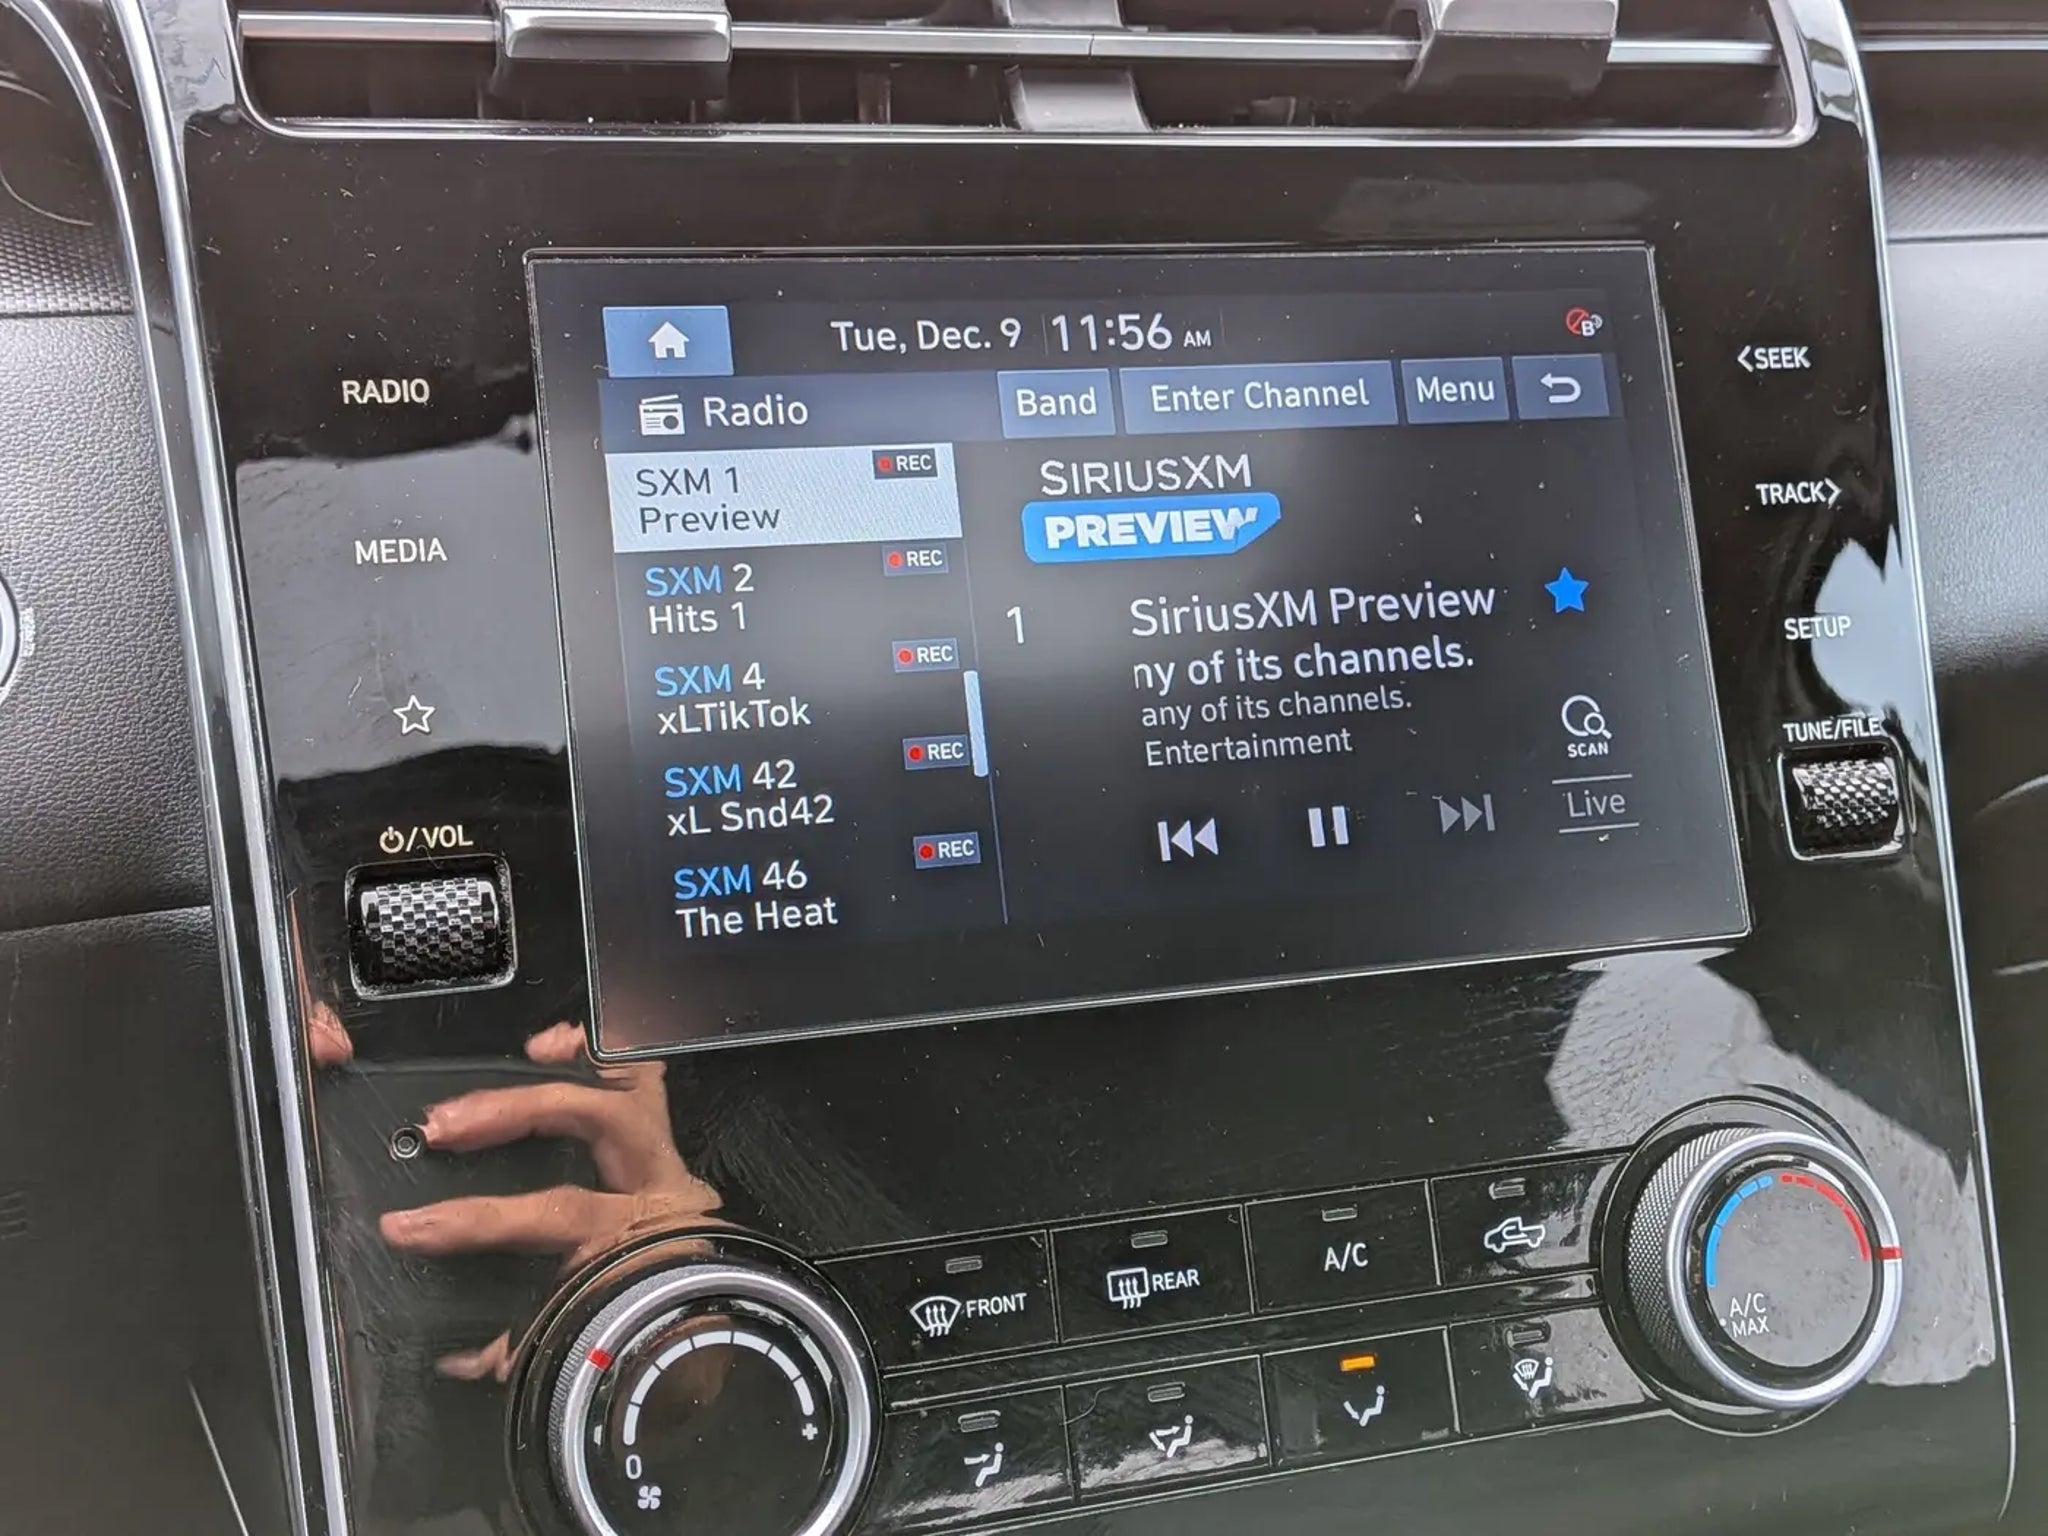 Tue, Dec. 9 11:56 AM
Radio Band Enter Channel Menu
SXM 1 REC
Preview
SXM 2 REC
Hits 1
SXM 4 REC
xLTikTok
SXM 42 REC
xL Snd42
SXM 46 REC
The Heat
SIRIUSXM
PREVIEW
1 SiriusXM Preview
ny of its channels.
any of its channels.
Entertainment
SCAN
Live
RADIO
MEDIA
/VOL
<SEEK
TRACK>
SETUP
TUNE/FILE
FRONT
REAR
A/C
A/C
MAX
0
+